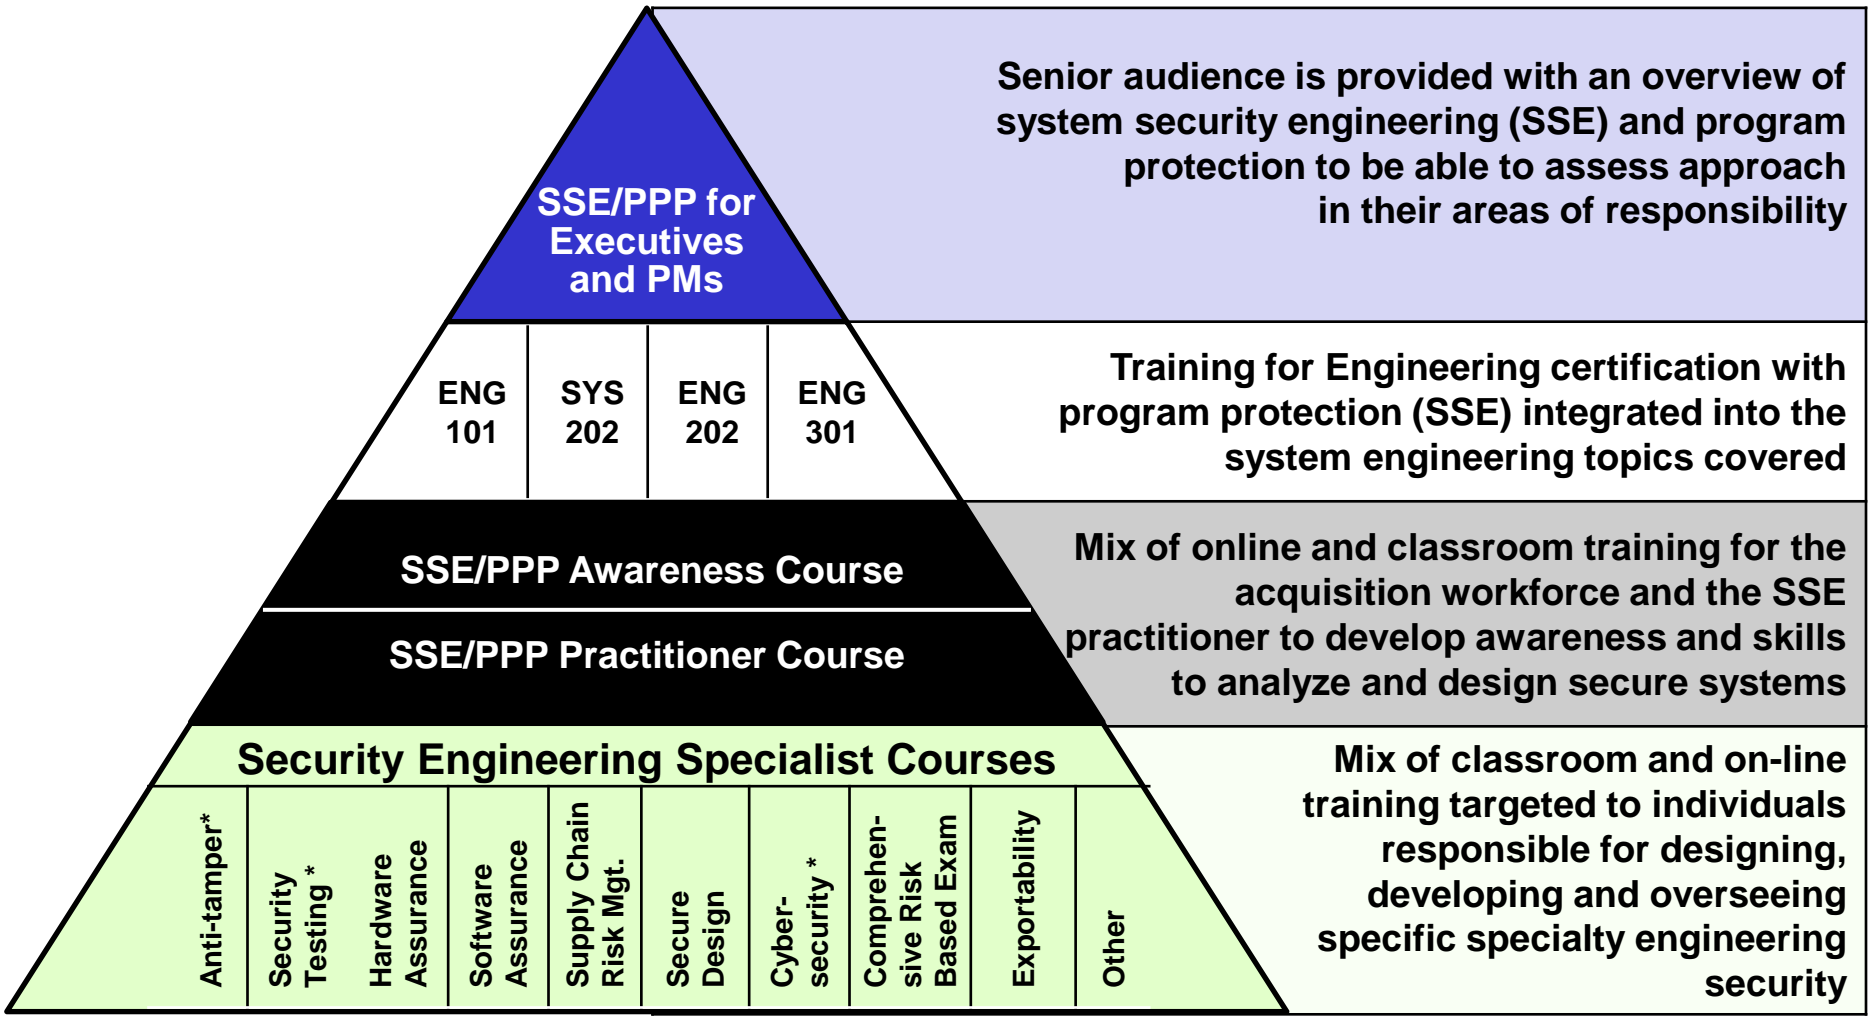 SSE/PPP for
Executives
and PMs
Senior audience is provided with an overview of
system security engineering (SSE) and program
protection to be able to assess approach
in their areas of responsibility
ENG
101
SYS
202
ENG
202
ENG
301
Training for Engineering certification with
program protection (SSE) integrated into the
system engineering topics covered
SSE/PPP Awareness Course
SSE/PPP Practitioner Course
Mix of online and classroom training for the
acquisition workforce and the SSE
practitioner to develop awareness and skills
to analyze and design secure systems
Security Engineering Specialist Courses
Anti-tamper*
Security
Testing *
Hardware
Assurance
Software
Assurance
Supply Chain
Risk Mgt.
Secure
Design
Cyber-
security *
Comprehen-
sive Risk
Based Exam
Exportability
Other
Mix of classroom and on-line
training targeted to individuals
responsible for designing,
developing and overseeing
specific specialty engineering
security